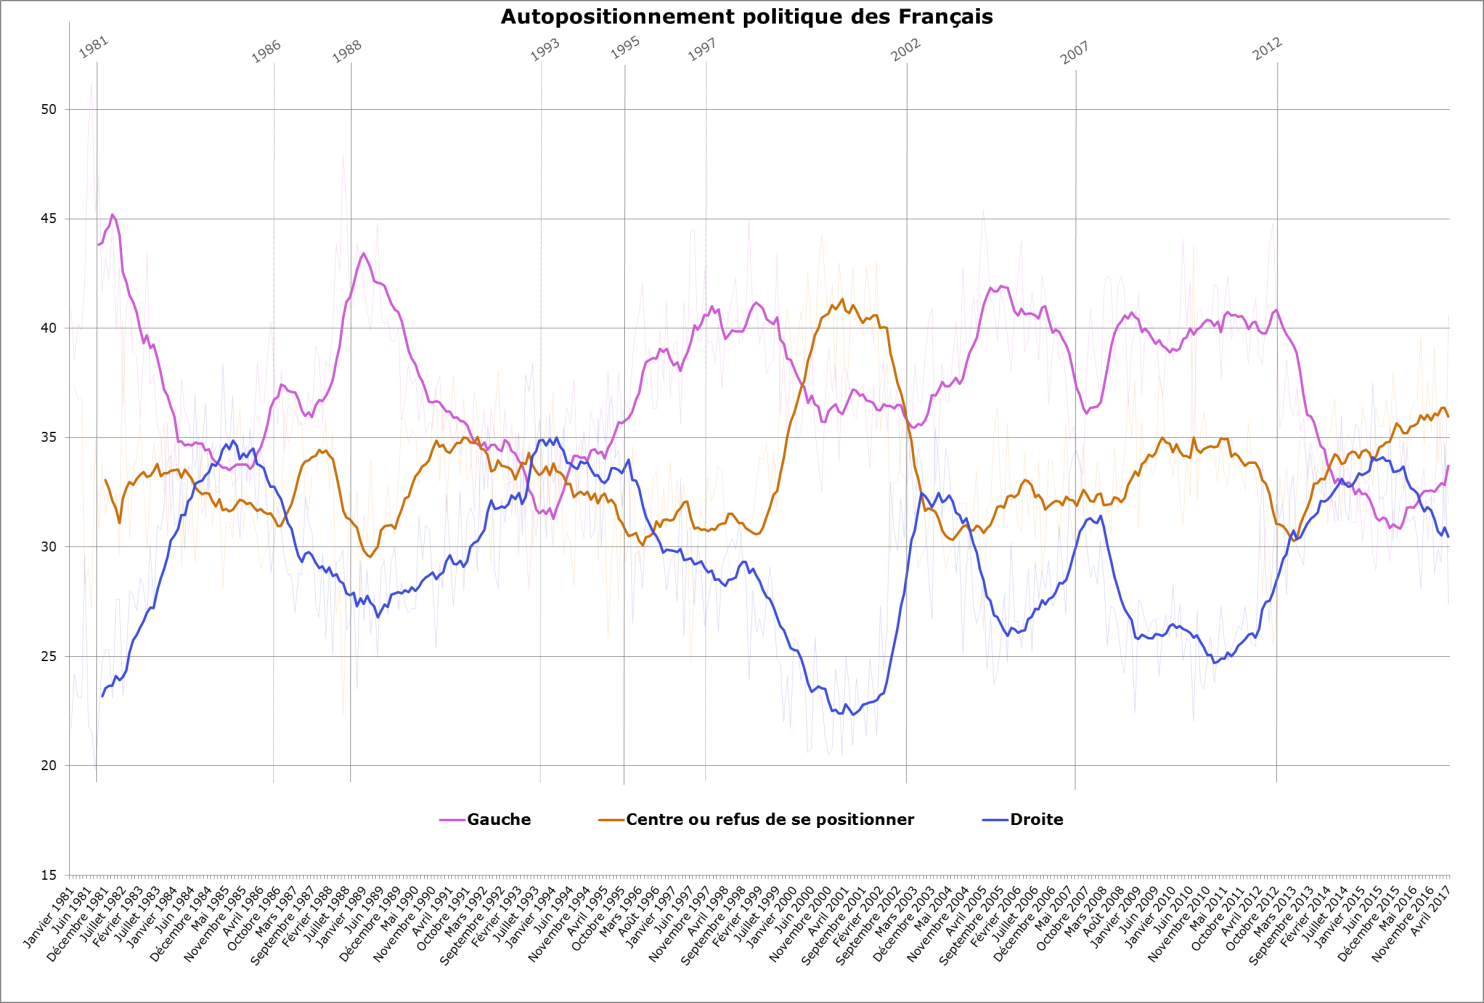 Autopositionnement politique des Français
1981
1986
1988
1993
1995
1997
2002
2007
2012
50
45
40
35
30
25
20
15
Gauche
Centre ou refus de se positionner
Droite
Janvier 1981
Juin 1981
Décembre 1981
Juillet 1982
Février 1983
Juillet 1983
Janvier 1984
Juin 1984
Décembre 1984
Mai 1985
Novembre 1985
Avril 1986
Octobre 1986
Mars 1987
Septembre 1987
Février 1988
Juillet 1988
Janvier 1989
Juin 1989
Décembre 1989
Mai 1990
Novembre 1990
Avril 1991
Octobre 1991
Mars 1992
Septembre 1992
Février 1993
Juillet 1993
Janvier 1994
Juin 1994
Novembre 1994
Avril 1995
Octobre 1995
Mars 1996
Août 1996
Janvier 1997
Juin 1997
Novembre 1997
Avril 1998
Septembre 1998
Février 1999
Juillet 1999
Janvier 2000
Juin 2000
Novembre 2000
Avril 2001
Septembre 2001
Février 2002
Septembre 2002
Mars 2003
Décembre 2003
Mai 2004
Novembre 2004
Avril 2005
Septembre 2005
Février 2006
Juillet 2006
Décembre 2006
Mai 2007
Octobre 2007
Mars 2008
Août 2008
Janvier 2009
Juin 2009
Janvier 2010
Juin 2010
Novembre 2010
Mai 2011
Octobre 2011
Avril 2012
Octobre 2012
Mars 2013
Septembre 2013
Février 2014
Juillet 2014
Janvier 2015
Juin 2015
Décembre 2015
Mai 2016
Novembre 2016
Avril 2017